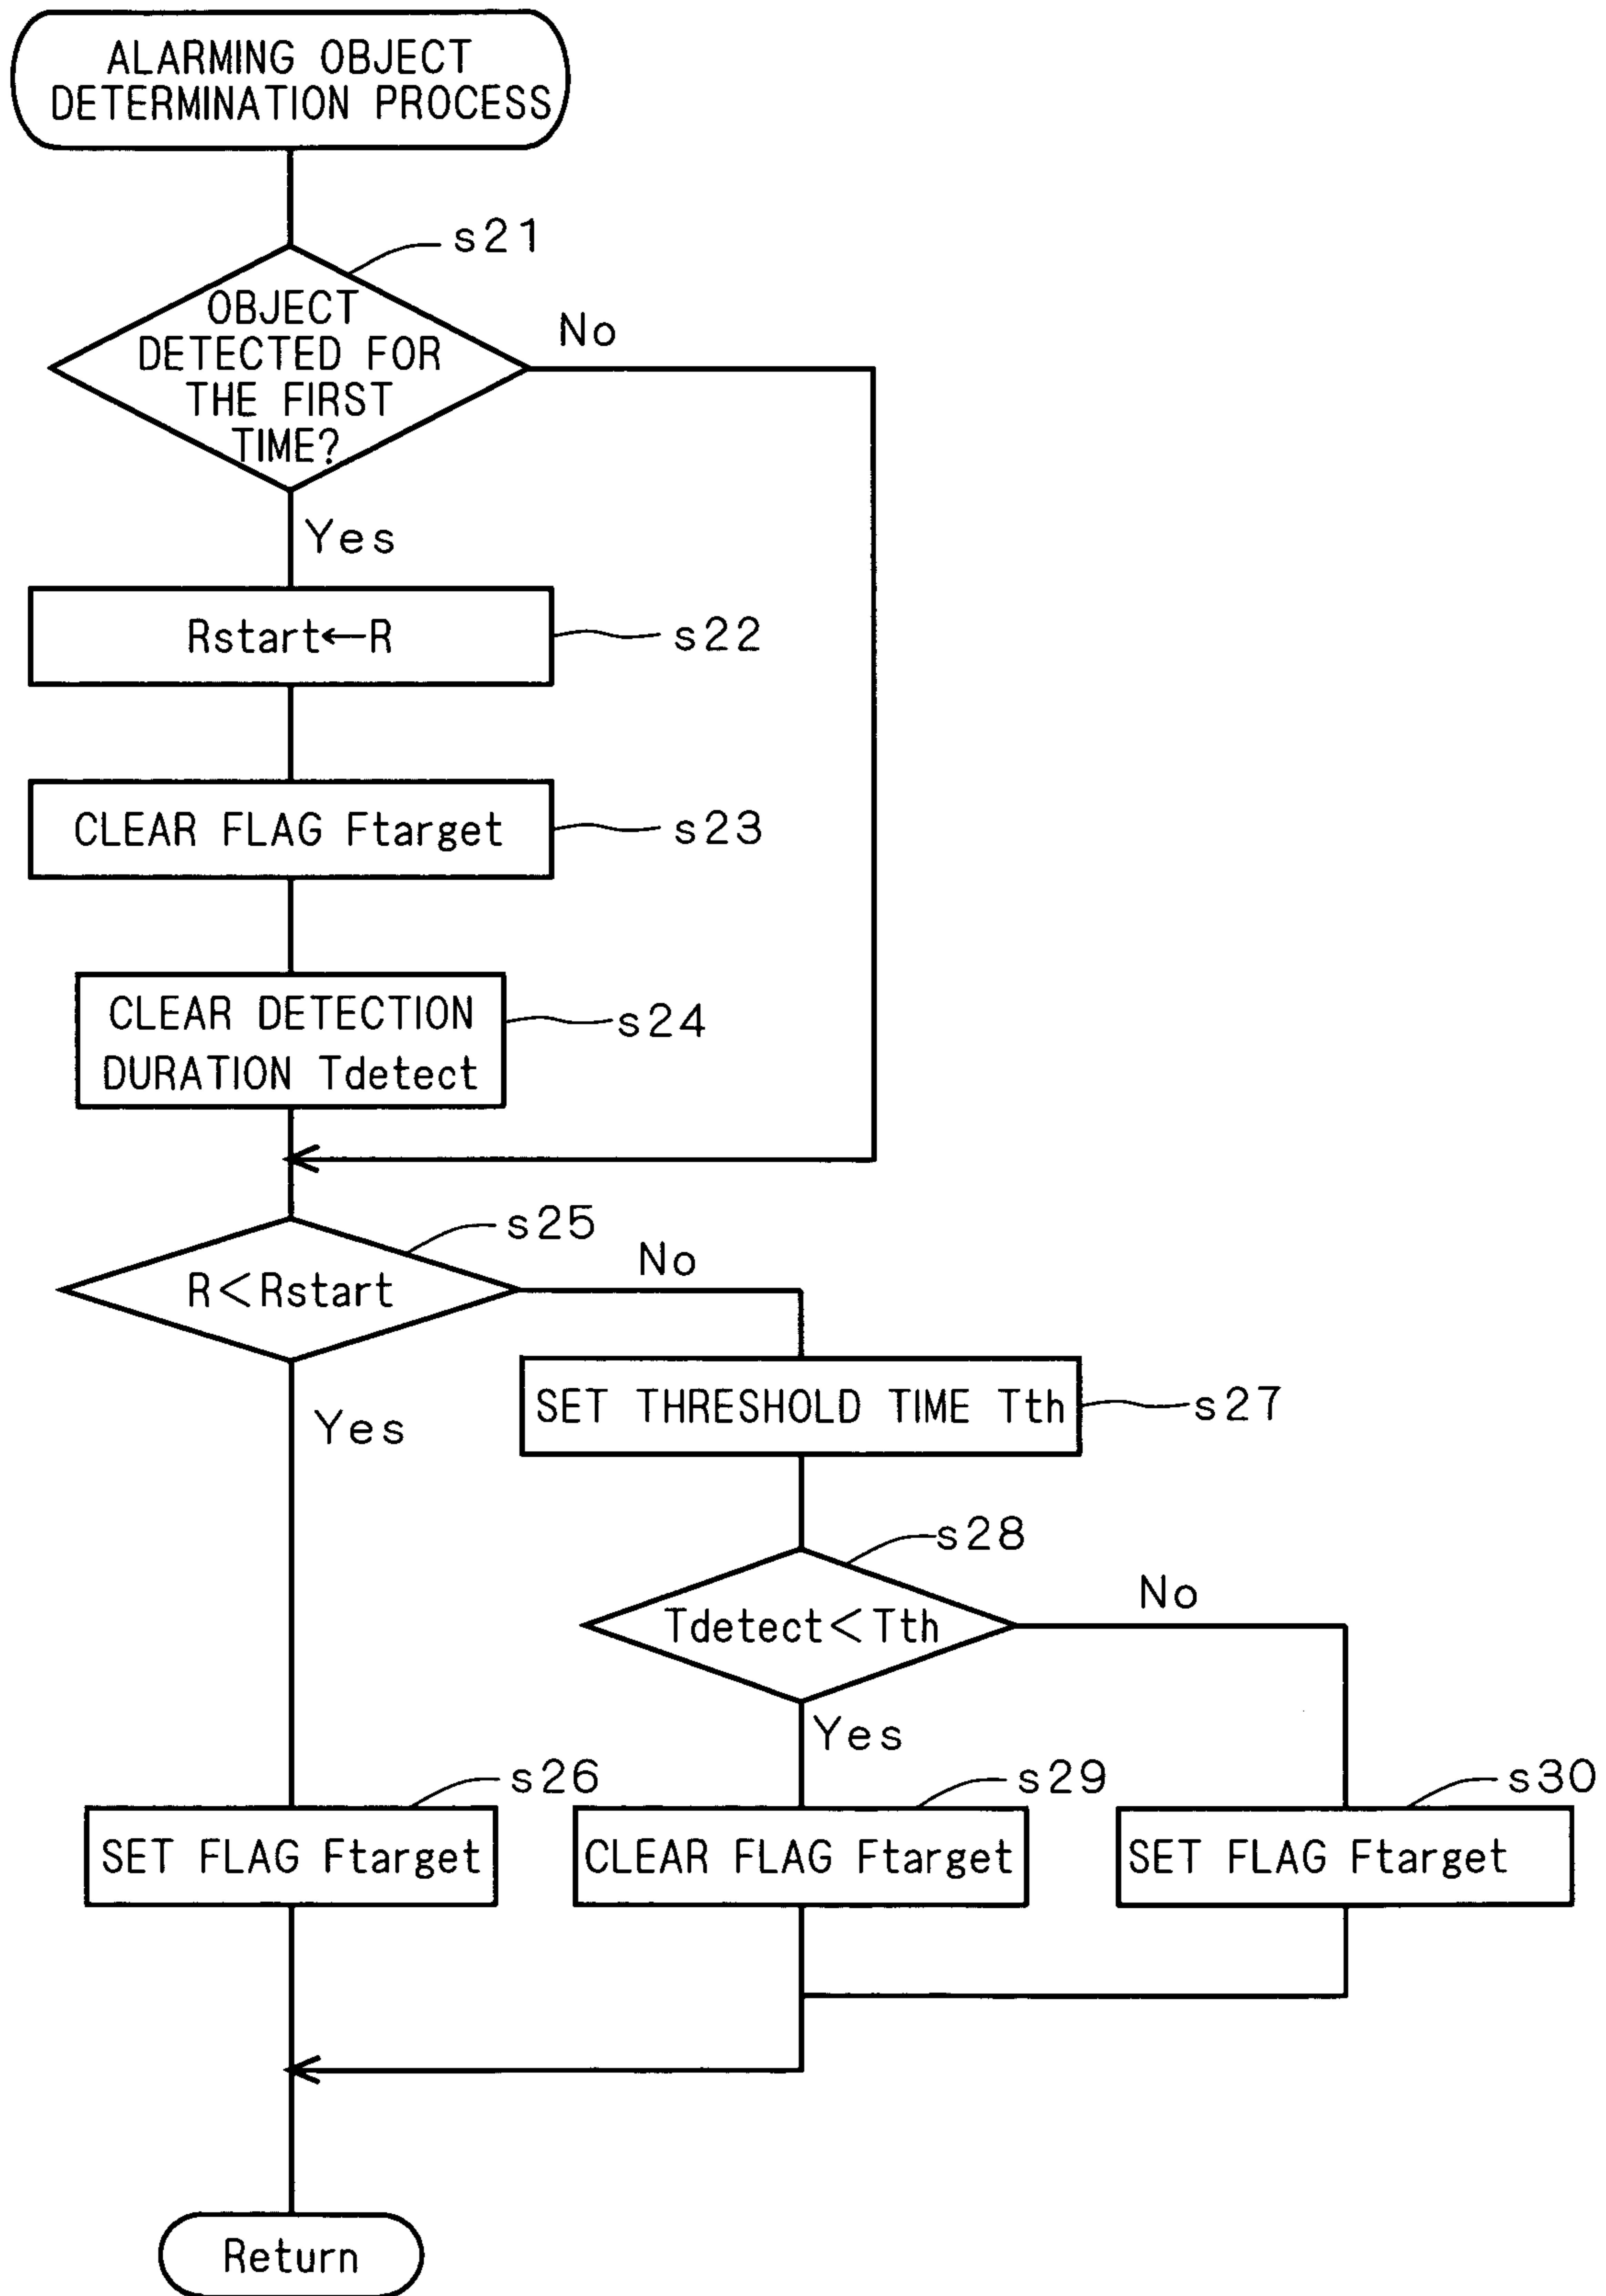 ALARMING OBJECT
DETERMINATION PROCESS
s21
OBJECT
DETECTED FOR
THE FIRST
TIME?
No
Yes
Rstart←R
s22
CLEAR FLAG Ftarget
s23
CLEAR DETECTION
DURATION Tdetect
s24
s25
R<Rstart
No
Yes
SET THRESHOLD TIME Tth
s27
s28
Tdetect<Tth
No
Yes
s26
SET FLAG Ftarget
s29
CLEAR FLAG Ftarget
s30
SET FLAG Ftarget
Return